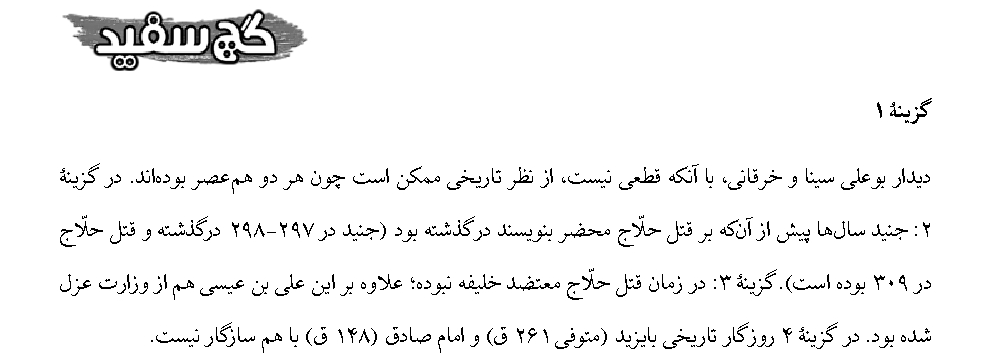 گچ سفید
گزینهٔ ۱
دیدار بوعلی سینا و خرقانی، با آنکه قطعی نیست، از نظر تاریخی ممکن است چون هر دو هم‌عصر بوده‌اند. در گزینهٔ
۲: جنید سال‌ها پیش از آن‌که بر قتل حلّاج محضر بنویسند درگذشته بود (جنید در ۲۹۷-۲۹۸ درگذشته و قتل حلّاج
در ۳۰۹ بوده است). گزینهٔ ۳: در زمان قتل حلّاج معتضد خلیفه نبوده؛ علاوه بر این علی بن عیسی هم از وزارت عزل
شده بود. در گزینهٔ ۴ روزگار تاریخی بایزید (متوفی ۲۶۱ ق) و امام صادق (۱۴۸ ق) با هم سازگار نیست.